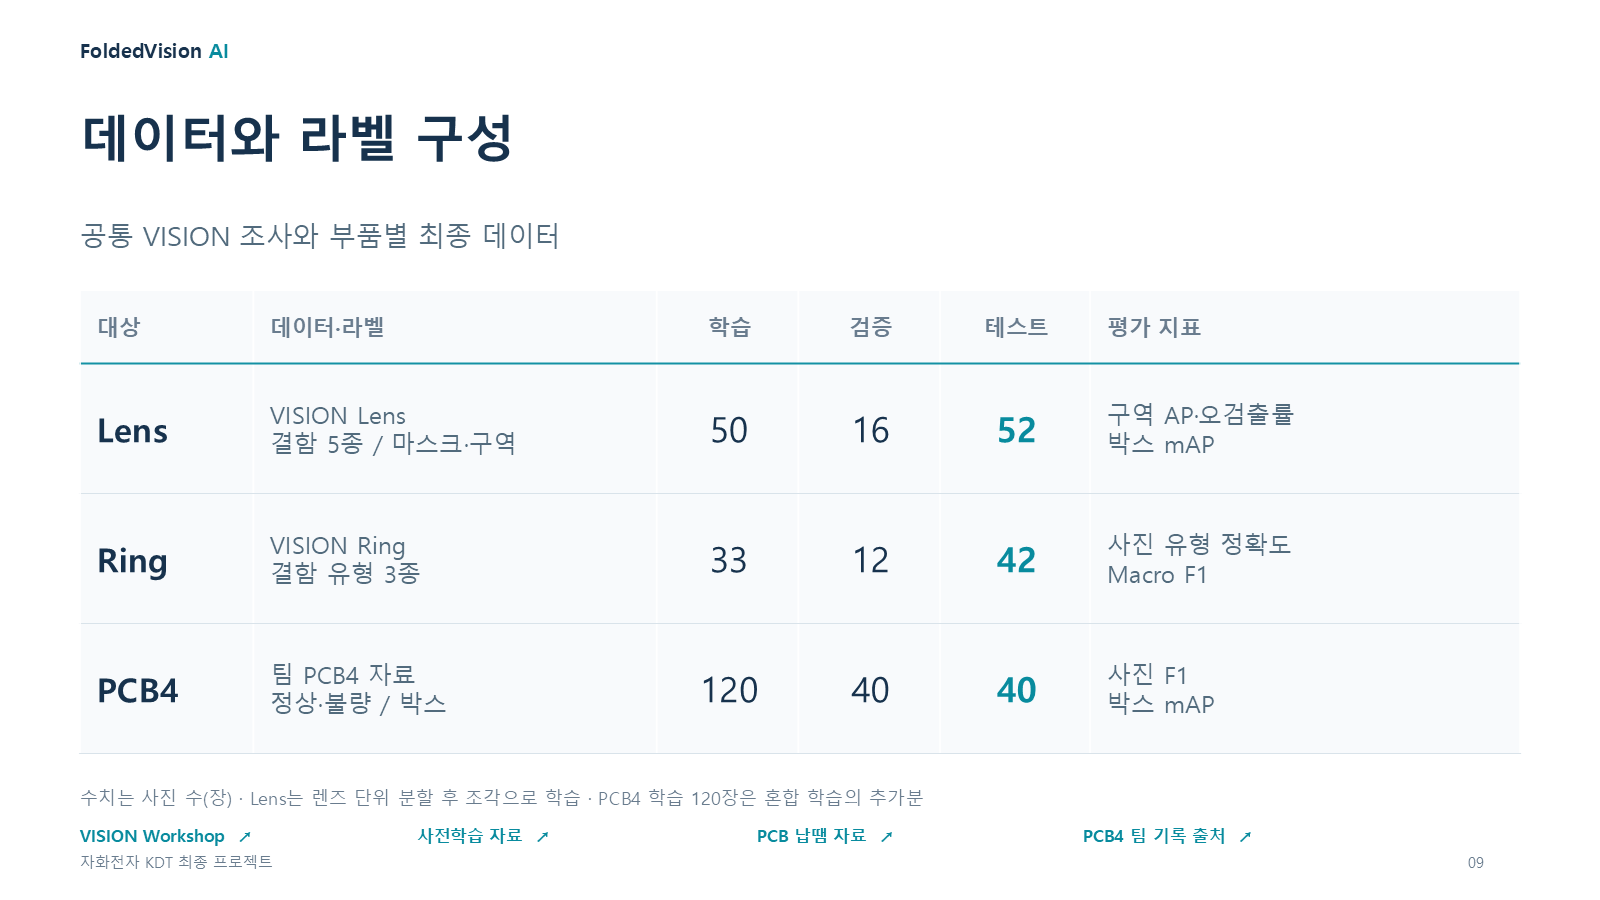 FoldedVision AI
데이터와 라벨 구성
공통 VISION 조사와 부품별 최종 데이터
대상 데이터·라벨 학습 검증 테스트 평가 지표
Lens
VISION Lens
결함 5종 / 마스크·구역
50 16 52
구역 AP·오검출률
박스 mAP
Ring
VISION Ring
결함 유형 3종
33 12 42
사진 유형 정확도
Macro F1
PCB4
팀 PCB4 자료
정상·불량 / 박스
120 40 40
사진 F1
박스 mAP
수치는 사진 수(장) · Lens는 렌즈 단위 분할 후 조각으로 학습 · PCB4 학습 120장은 혼합 학습의 추가분
VISION Workshop ↗ 사전학습 자료 ↗ PCB 납땜 자료 ↗ PCB4 팀 기록 출처 ↗
자화전자 KDT 최종 프로젝트 09